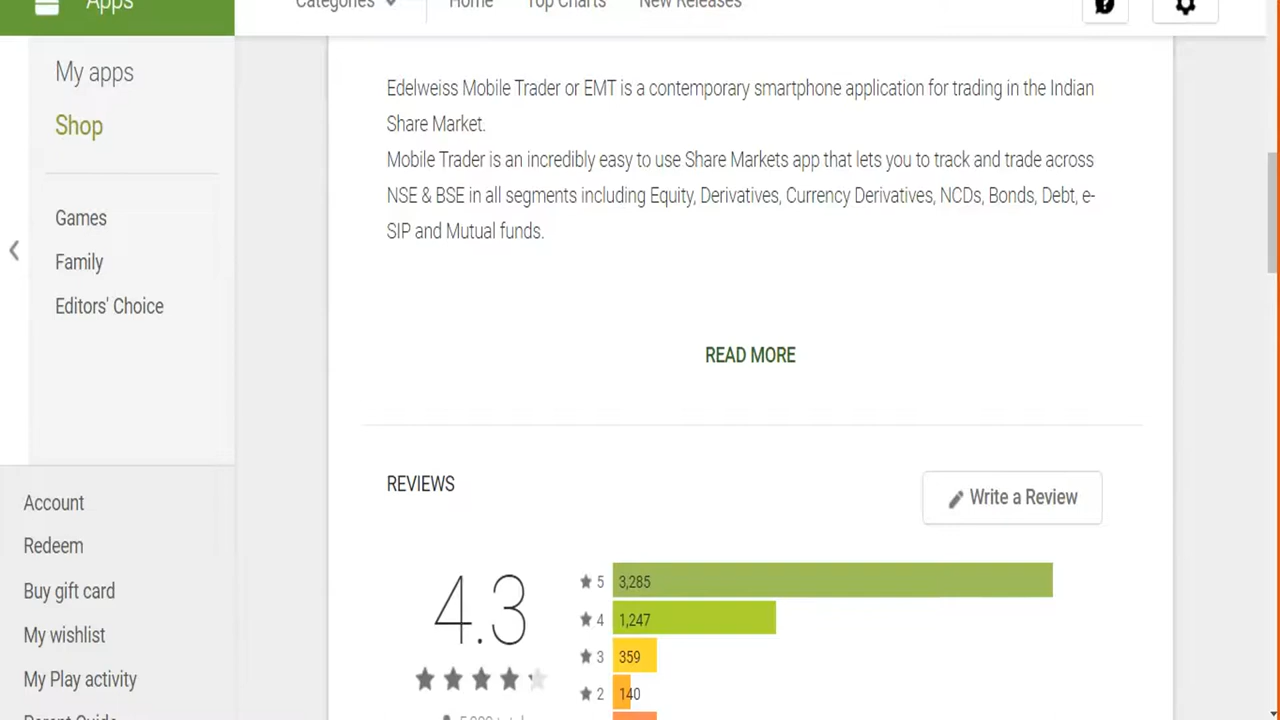 Apps
Categories
Home
Top Charts
New Releases
My apps
Shop
Games
Family
Editors' Choice
Account
Redeem
Buy gift card
My wishlist
My Play activity
Parent Guide
Edelweiss Mobile Trader or EMT is a contemporary smartphone application for trading in the Indian
Share Market.
Mobile Trader is an incredibly easy to use Share Markets app that lets you to track and trade across
NSE & BSE in all segments including Equity, Derivatives, Currency Derivatives, NCDs, Bonds, Debt, e-
SIP and Mutual funds.
READ MORE
REVIEWS
Write a Review
4.3
5 3,285
4 1,247
3 359
2 140
total